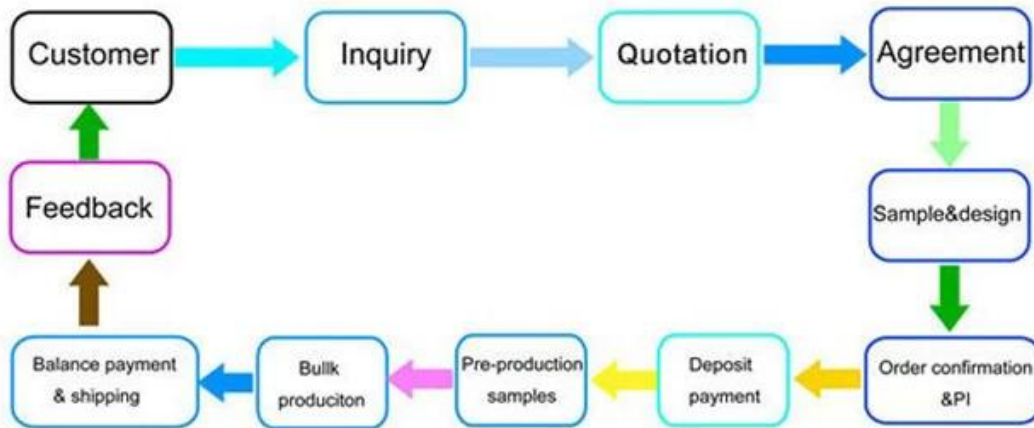 Customer
Inquiry
Quotation
Agreement
Sample&design
Order confirmation
&PI
Deposit
payment
Pre-production
samples
Bullk
produciton
Balance payment
& shipping
Feedback